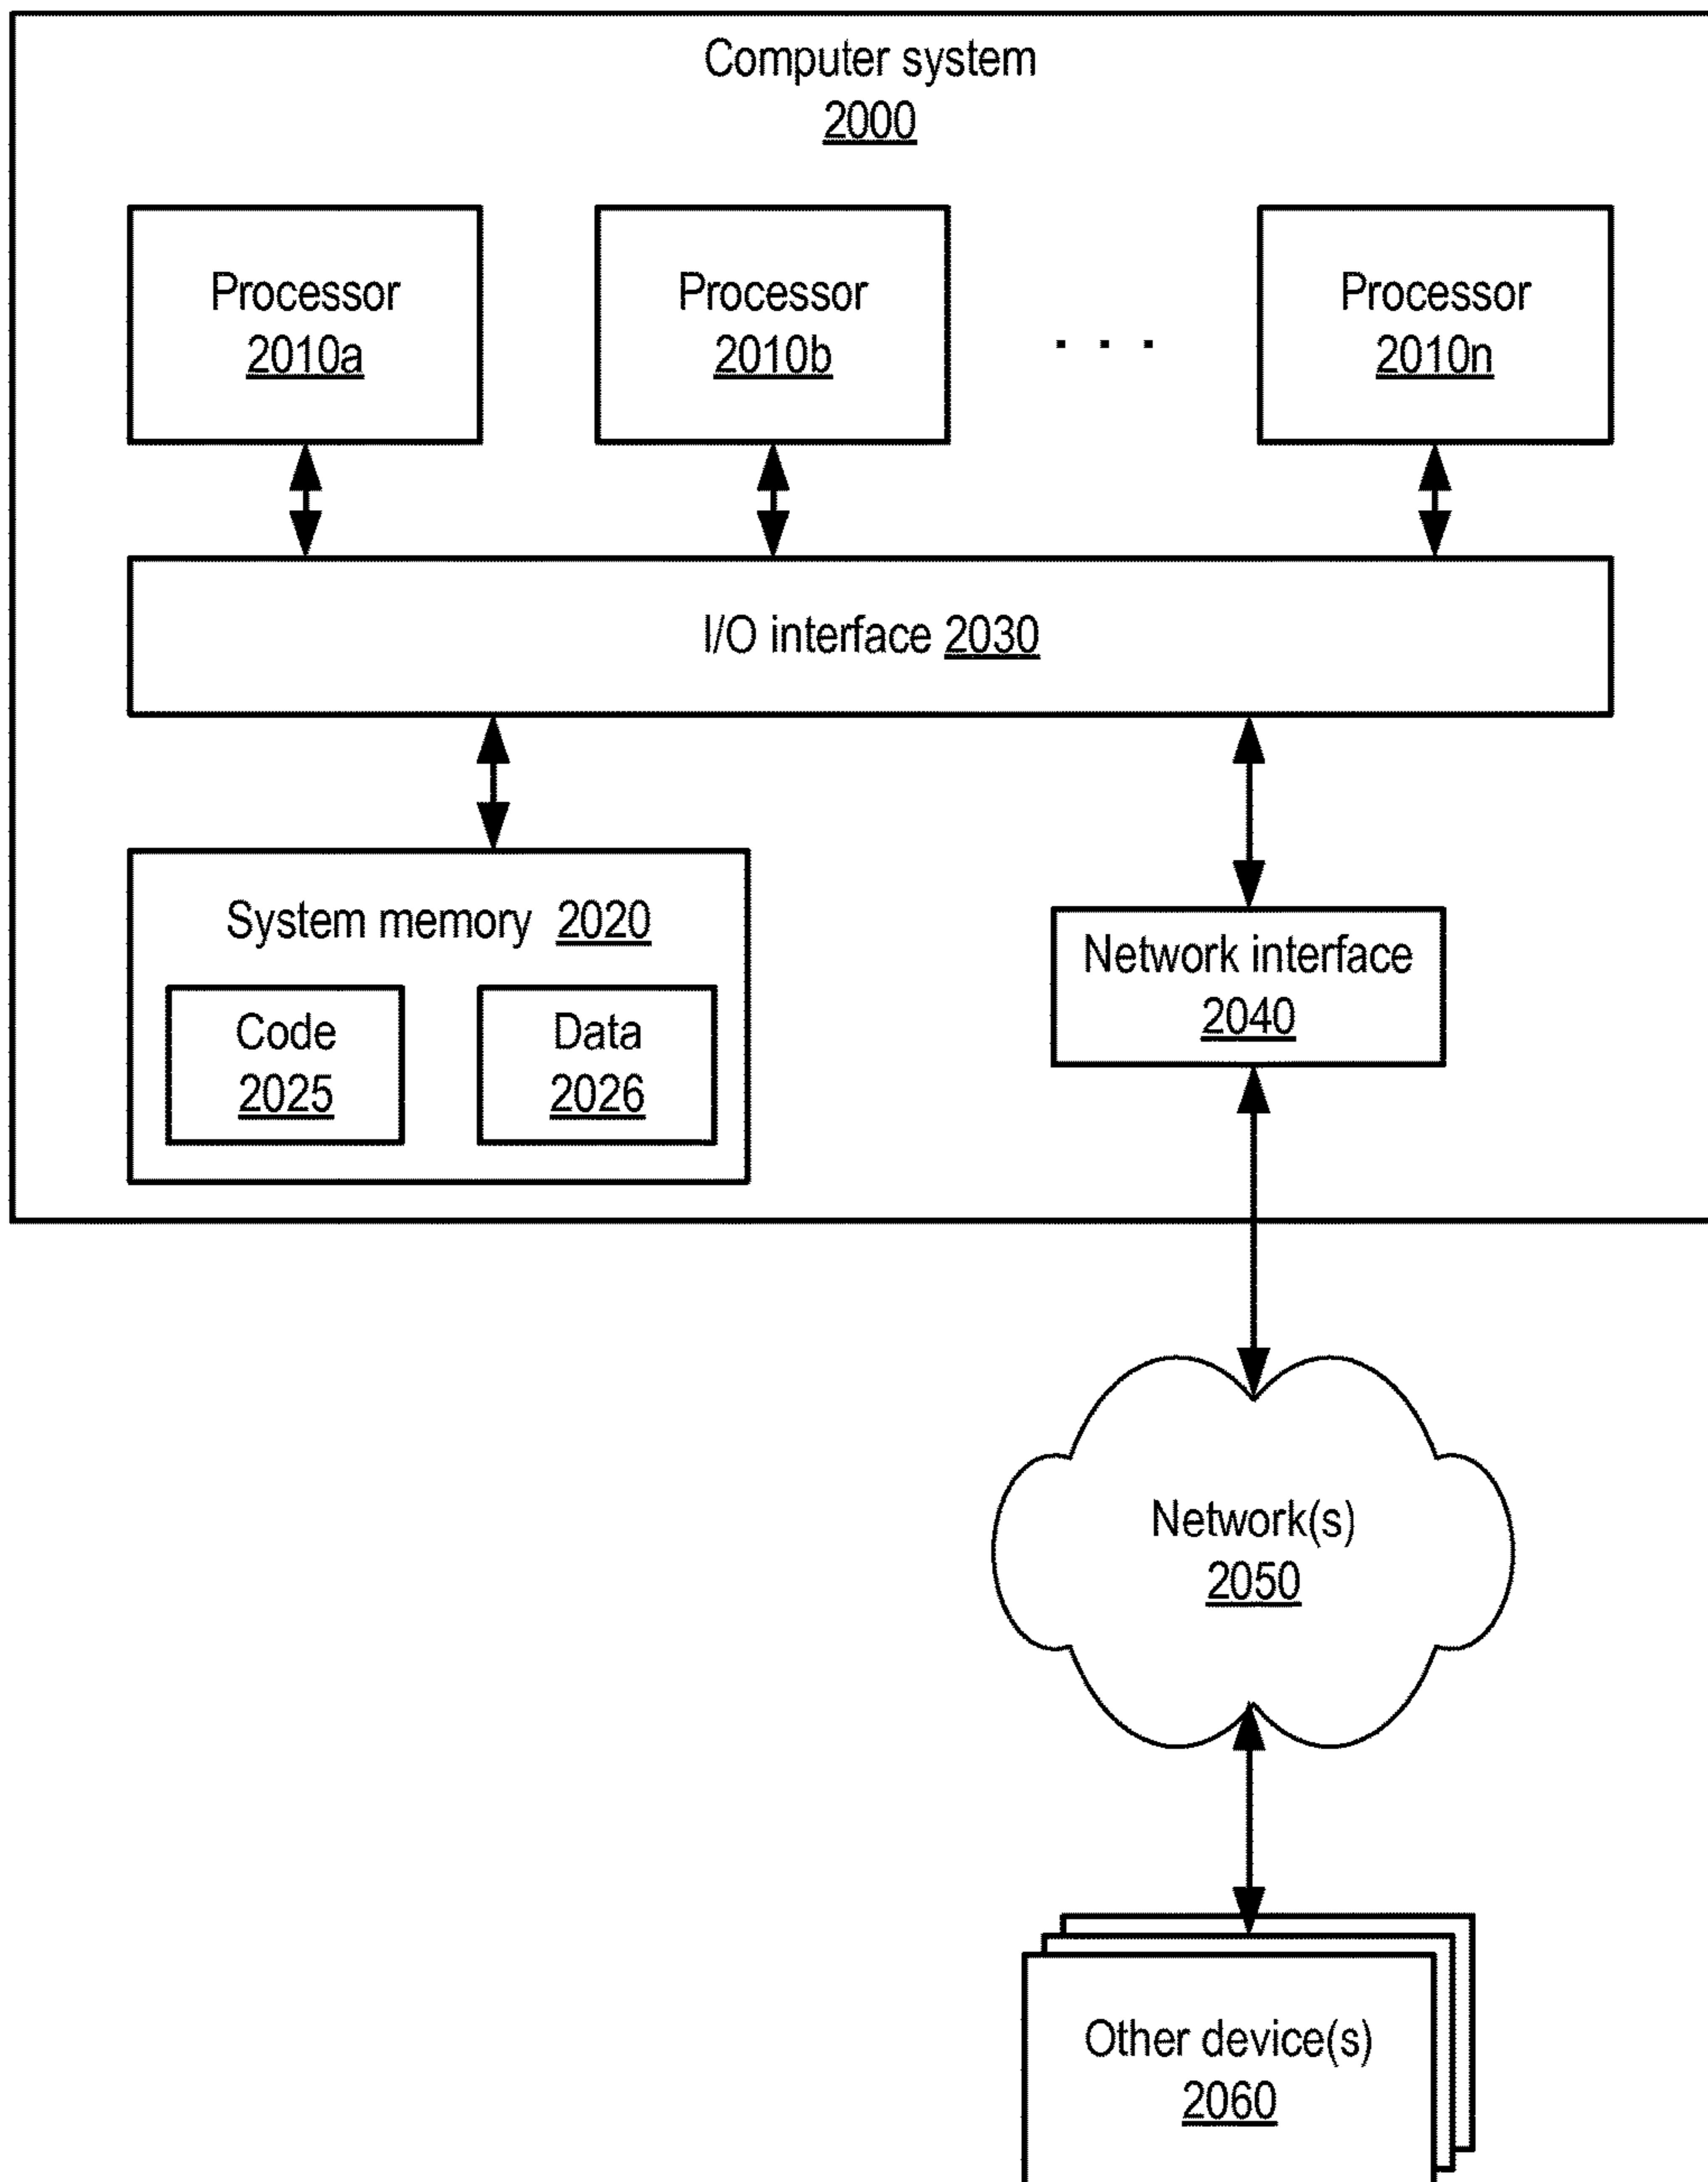 Computer system
2000
Processor
2010a
Processor
2010b
. . .
Processor
2010n
I/O interface 2030
System memory 2020
Code
2025
Data
2026
Network interface
2040
Network(s)
2050
Other device(s)
2060